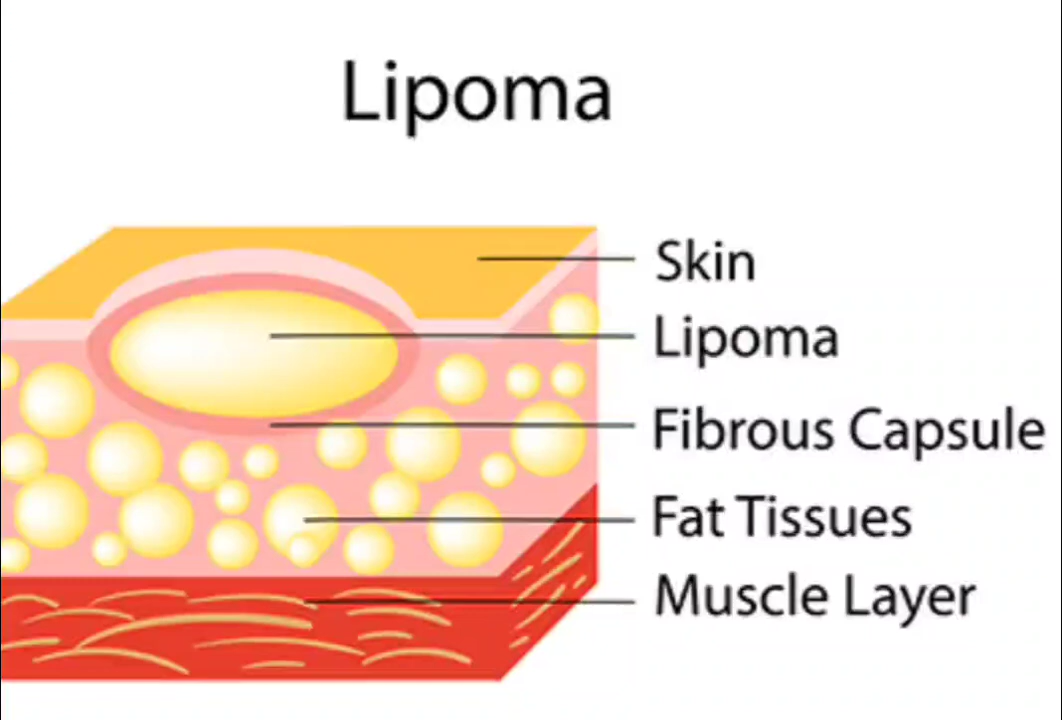 Lipoma
Skin
Lipoma
Fibrous Capsule
Fat Tissues
Muscle Layer